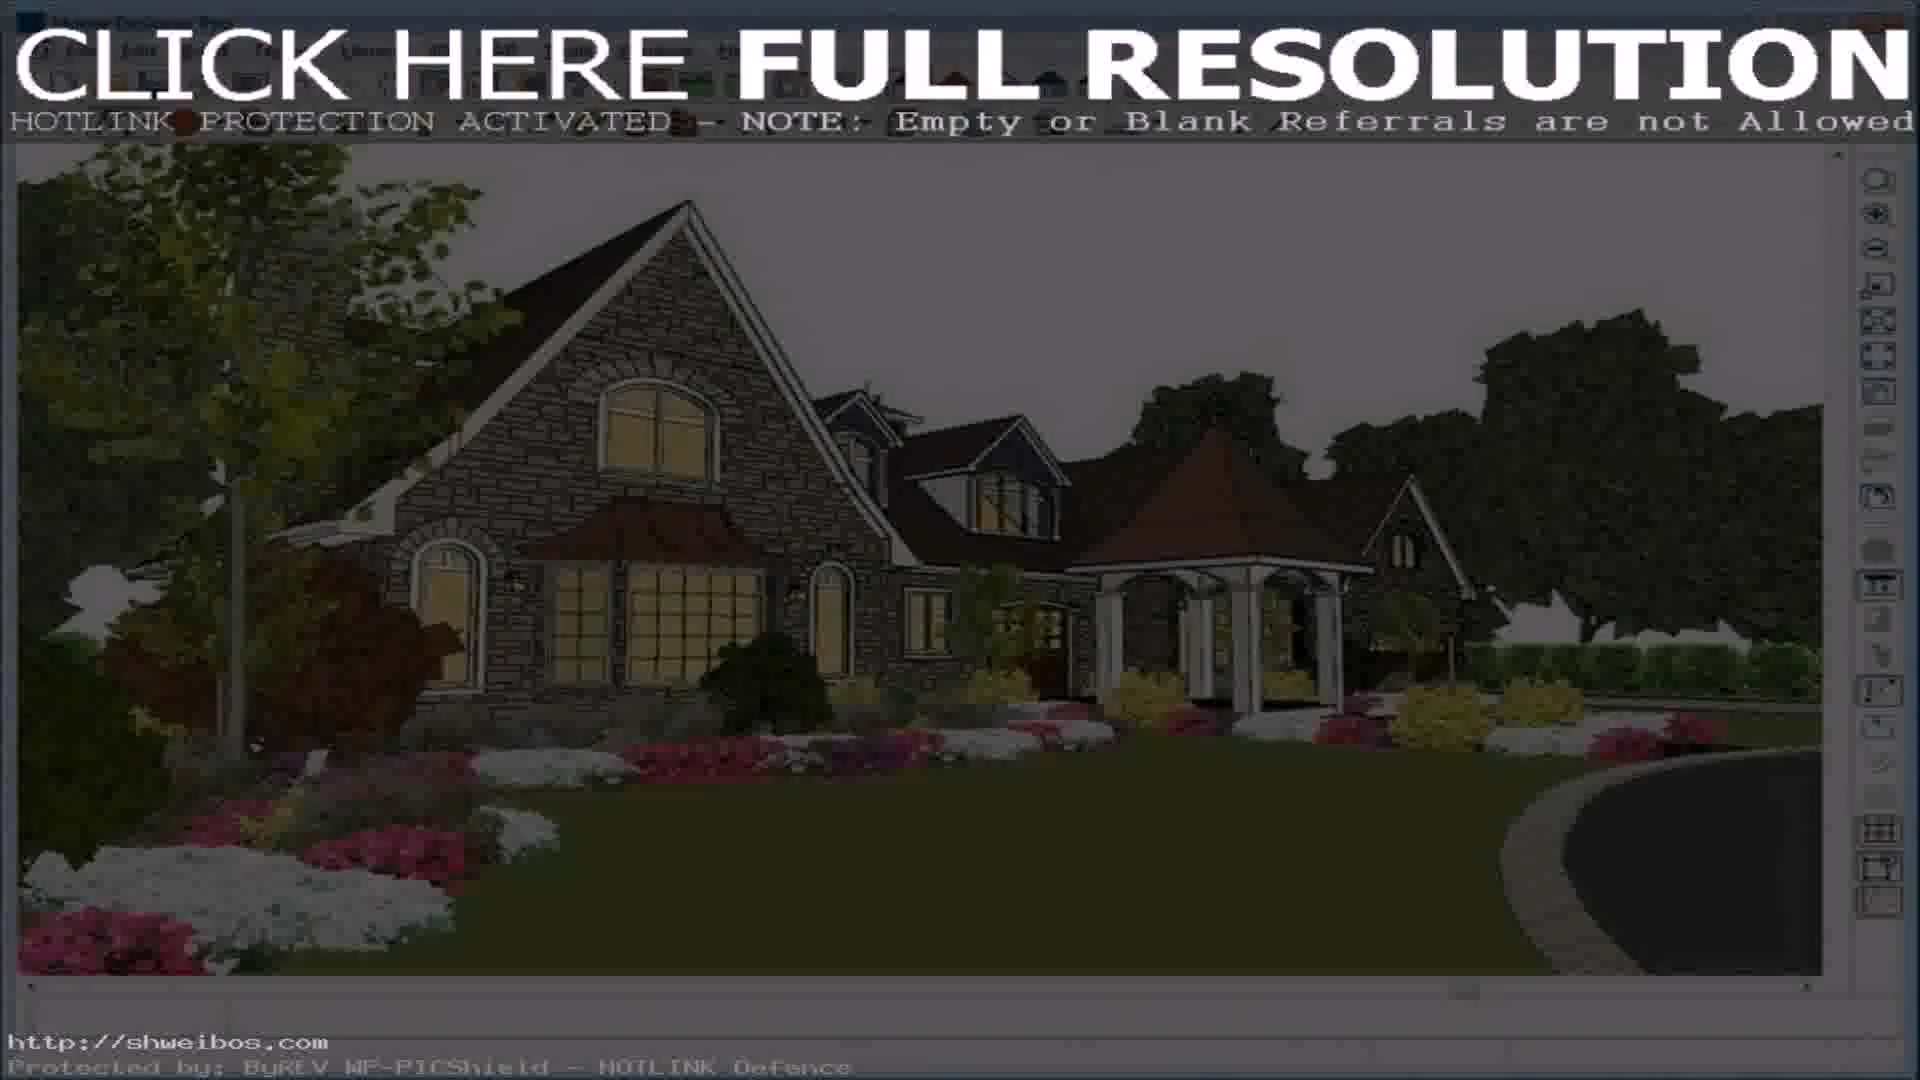 CLICK HERE FULL RESOLUTION
HOTLINK PROTECTION ACTIVATED - NOTE: Empty or Blank Referrals are not Allowed
http://shweibos.com
Protected by: ByREV WP-PICShield - HOTLINK Defence